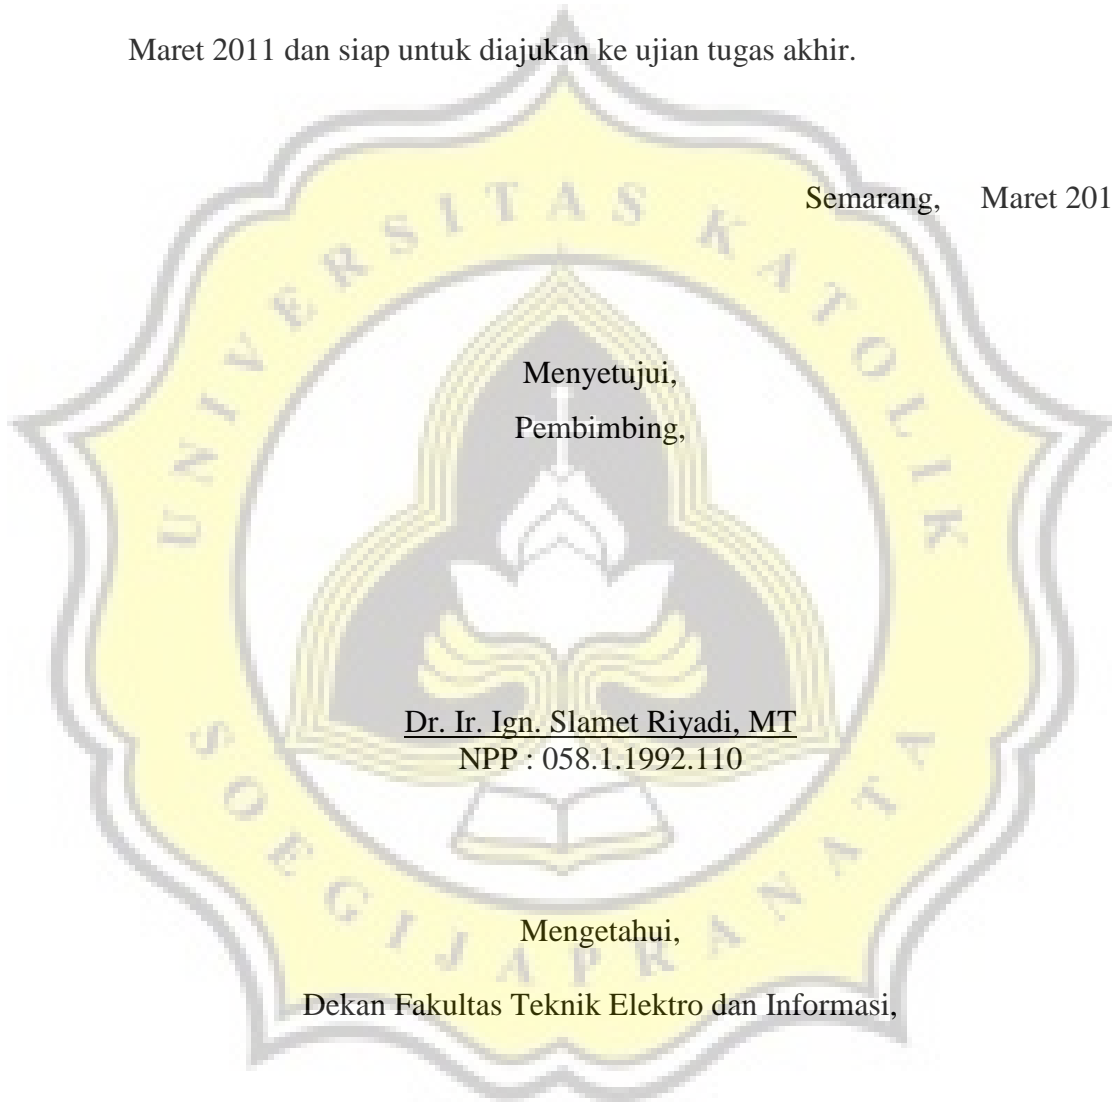 Maret 2011 dan siap untuk diajukan ke ujian tugas akhir.
Semarang, Maret 201
Menyetujui,
Pembimbing,
Dr. Ir. Ign. Slamet Riyadi, MT
NPP : 058.1.1992.110
Mengetahui,
Dekan Fakultas Teknik Elektro dan Informasi,
UNIVERSITAS KATOLIK
SOEGIJAPRANATA